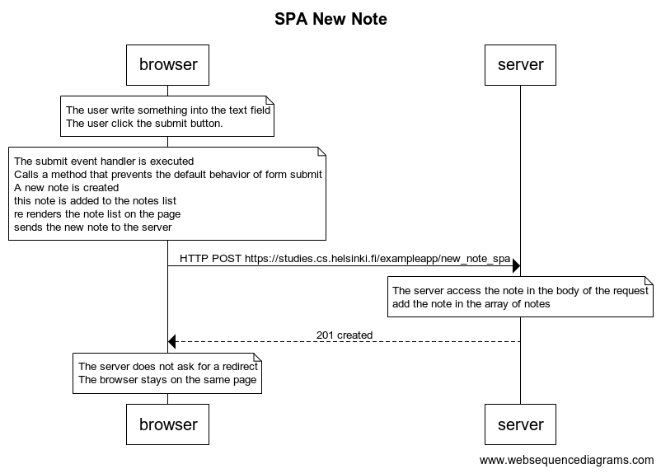 SPA New Note
browser
server
The user write something into the text field
The user click the submit button.
The submit event handler is executed
Calls a method that prevents the default behavior of form submit
A new note is created
this note is added to the notes list
re renders the note list on the page
sends the new note to the server
HTTP POST https://studies.cs.helsinki.fi/exampleapp/new_note_spa
The server access the note in the body of the request
add the note in the array of notes
201 created
The server does not ask for a redirect
The browser stays on the same page
browser
server
www.websequencediagrams.com